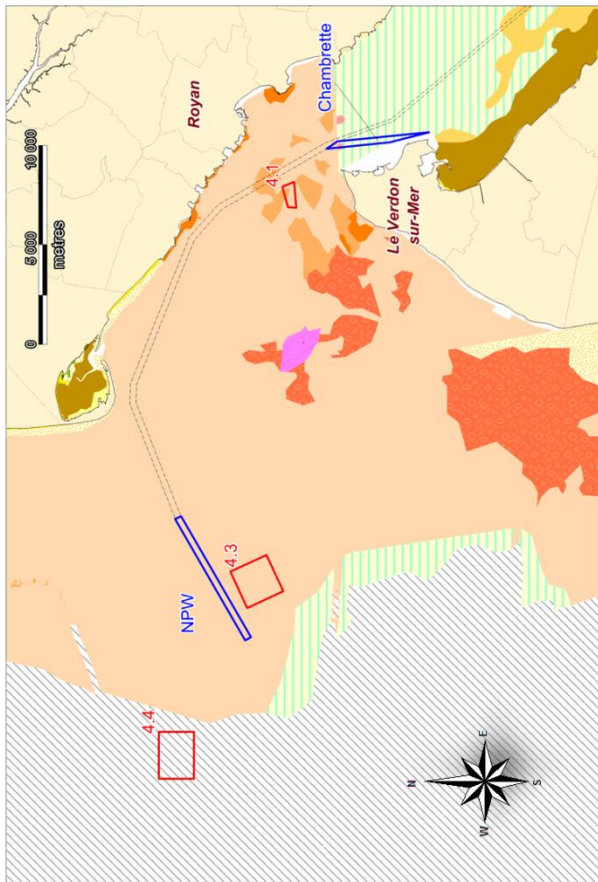 Royan
Chambrette
10 000
5 000
0
metres
4.1
Le Verdon
sur-Mer
NPW
4.3
4.4
N
W
E
S